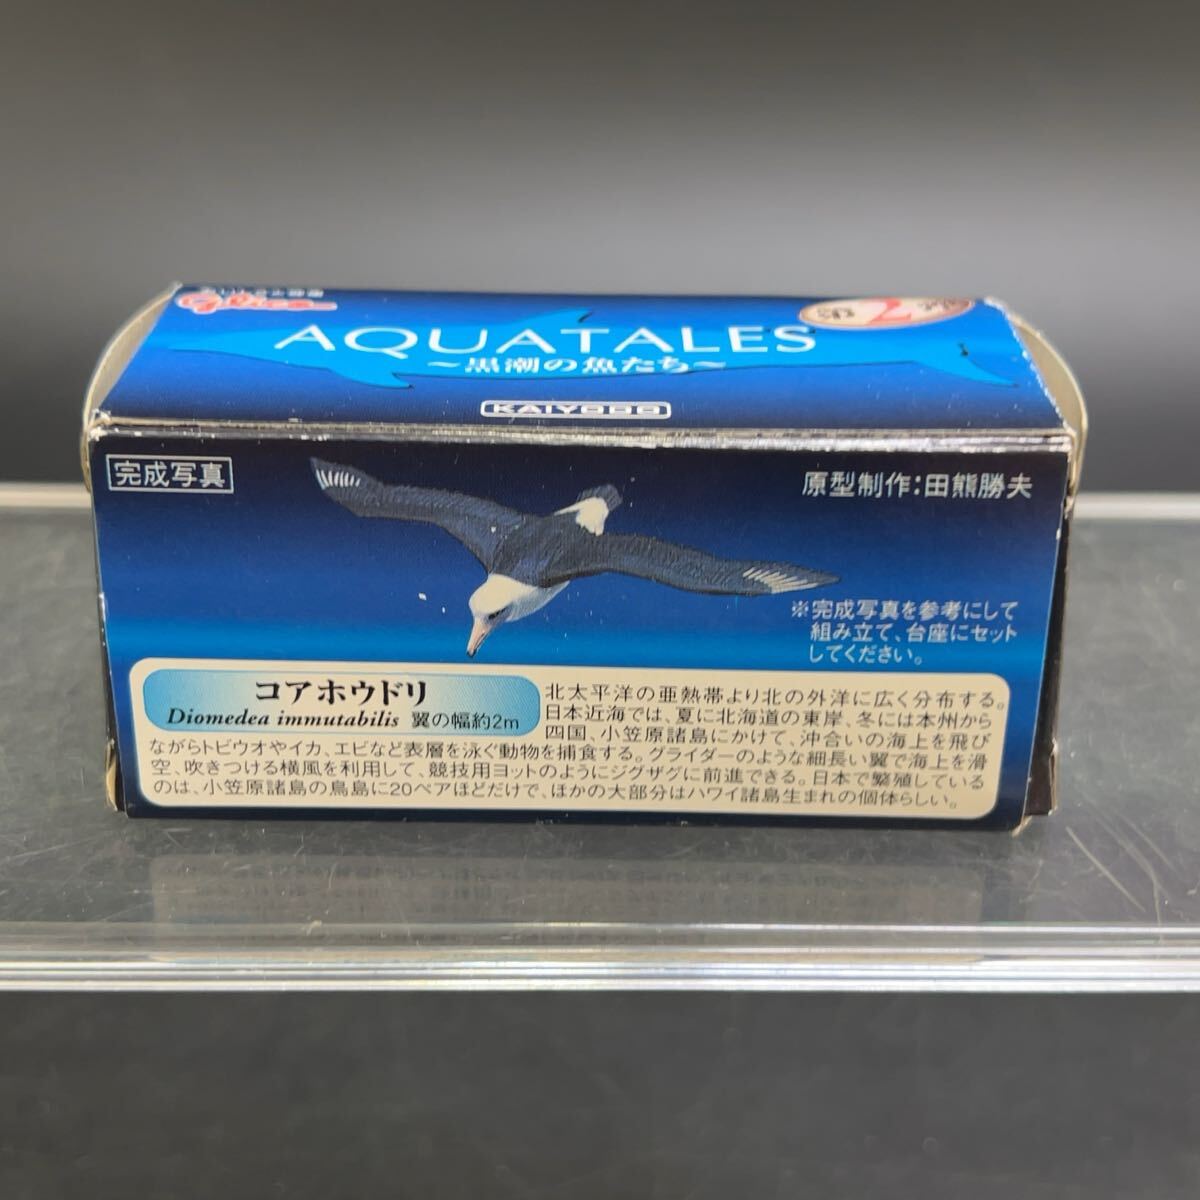 Glico
AQUATALES
～黒潮の魚たち～
KAIYODO
完成写真
原型制作：田熊勝夫
※完成写真を参考にして
組み立て、台座にセット
してください。
コアホウドリ
Diomedea immutabilis 翼の幅約2m
北太平洋の亜熱帯より北の外洋に広く分布する。
日本近海では、夏に北海道の東岸、冬には本州から
四国、小笠原諸島にかけて、沖合いの海上を飛び
ながらトビウオやイカ、エビなど表層を泳ぐ動物を捕食する。グライダーのような細長い翼で海上を滑
空、吹きつける横風を利用して、競技用ヨットのようにジグザグに前進できる。日本で繁殖している
のは、小笠原諸島の鳥島に20ペアほどだけで、ほかの大部分はハワイ諸島生まれの個体らしい。